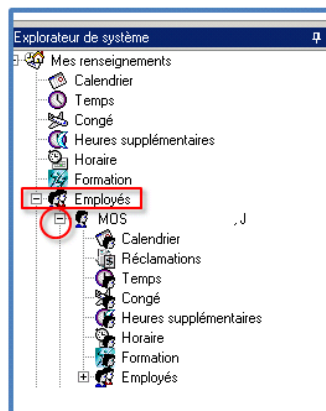 Explorateur de système
Mes renseignements
Calendrier
Temps
Congé
Heures supplémentaires
Horaire
Formation
Employés
MOS , J
Calendrier
Réclamations
Temps
Congé
Heures supplémentaires
Horaire
Formation
Employés